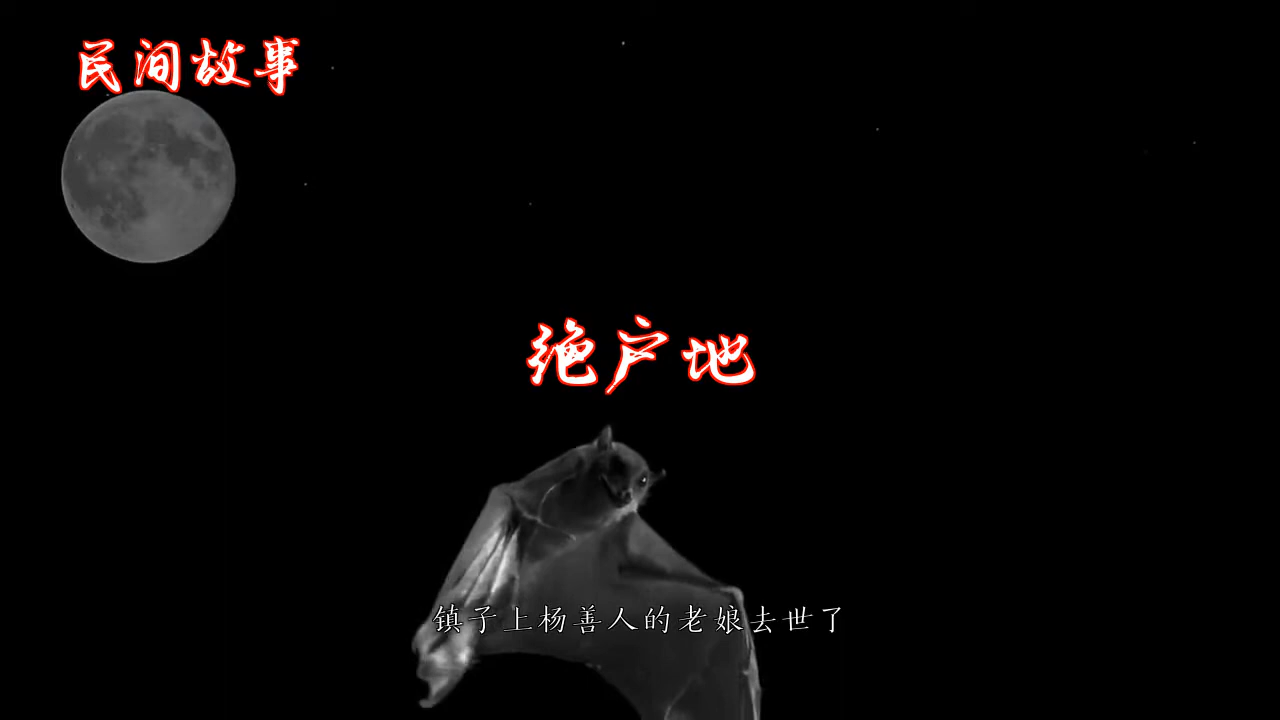 民间故事
绝户地
镇子上杨善人的老娘去世了